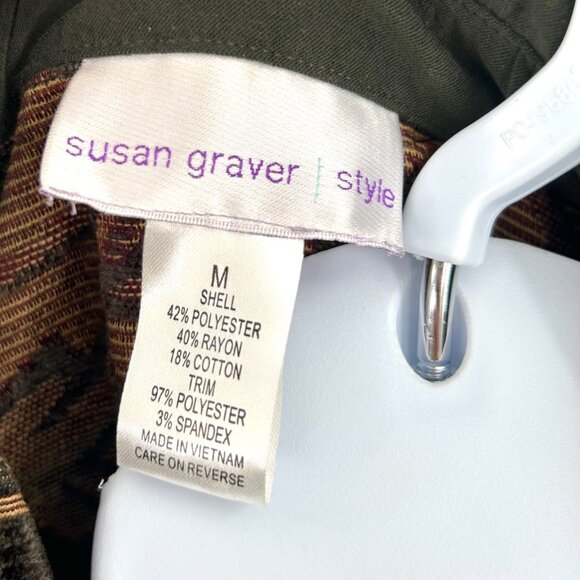 susan graver | style
M
SHELL
42% POLYESTER
40% RAYON
18% COTTON
TRIM
97% POLYESTER
3% SPANDEX
MADE IN VIETNAM
CARE ON REVERSE